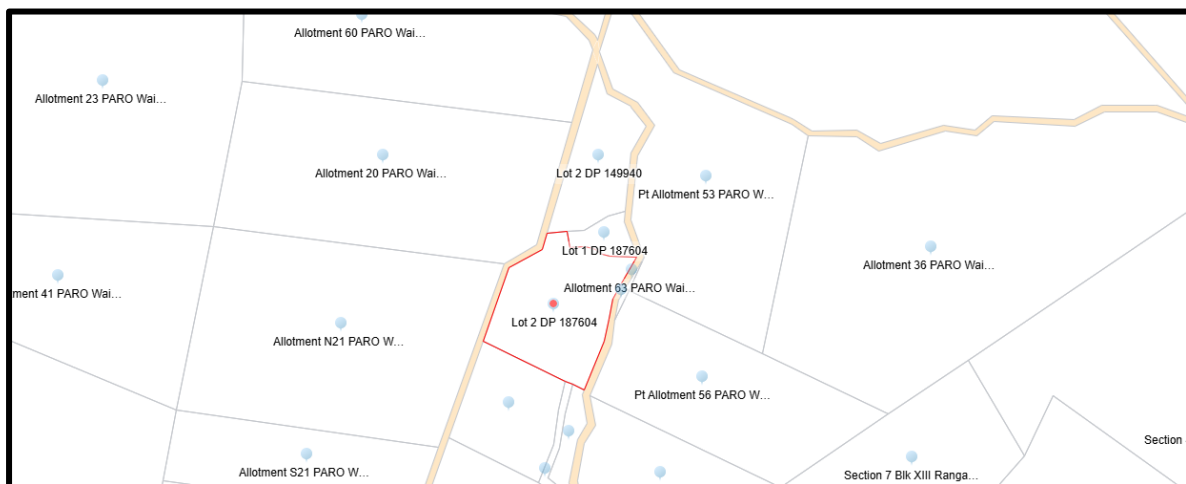 Allotment 60 PARO Wai...
Allotment 23 PARO Wai...
Allotment 20 PARO Wai...
Lot 2 DP 149940
Pt Allotment 53 PARO W...
Lot 1 DP 187604
Allotment 36 PARO Wai...
ment 41 PARO Wai...
Allotment 63 PARO Wai...
Lot 2 DP 187604
Allotment N21 PARO W...
Pt Allotment 56 PARO W...
Section
Allotment S21 PARO W...
Section 7 Blk XIII Ranga...